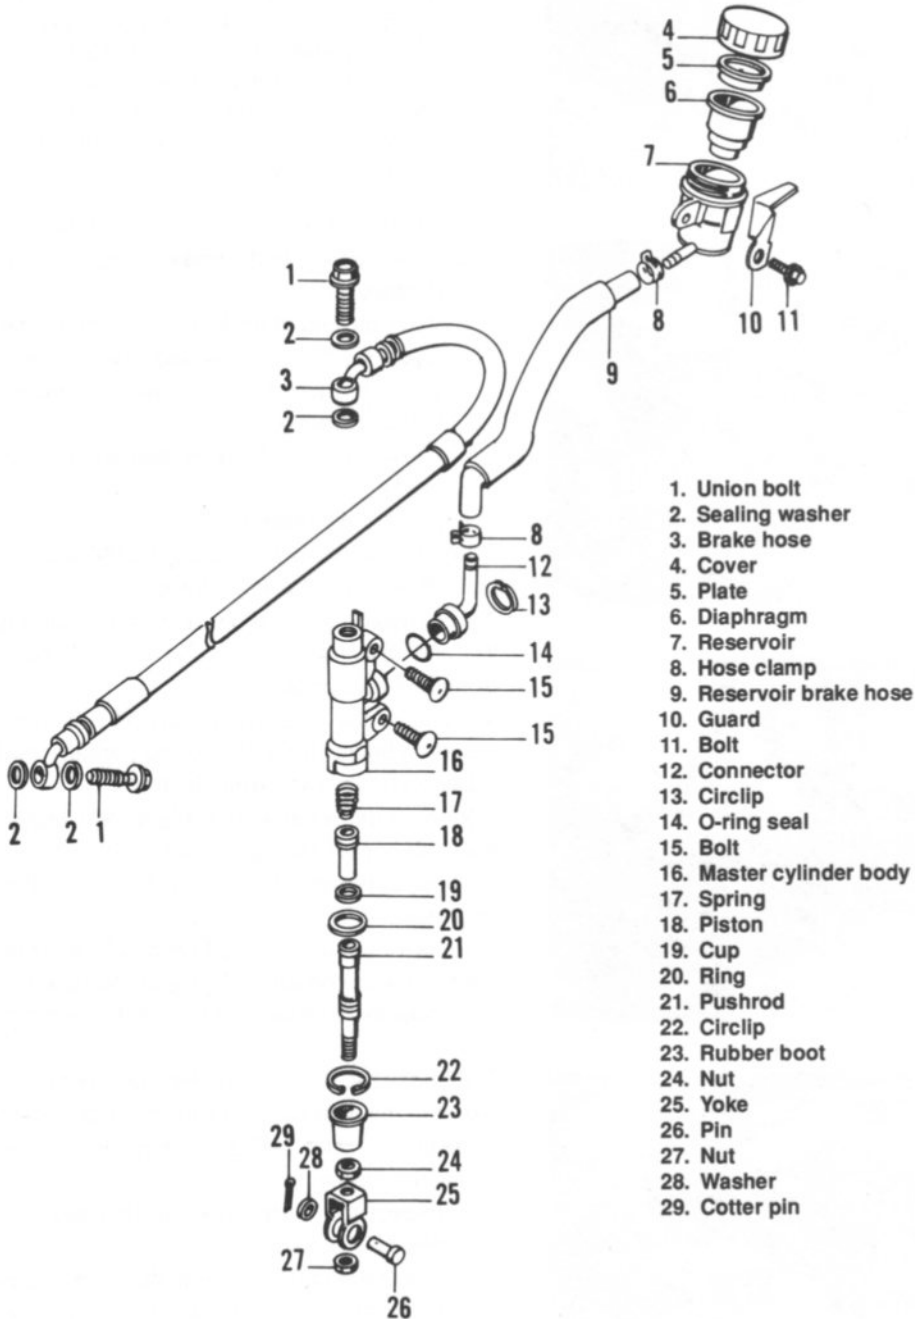 4
5
6
7
1
2
3
2
8
9
10
11
8
12
13
14
15
15
16
17
18
19
20
21
22
23
29
28
24
25
27
26
2
2
1
1. Union bolt
2. Sealing washer
3. Brake hose
4. Cover
5. Plate
6. Diaphragm
7. Reservoir
8. Hose clamp
9. Reservoir brake hose
10. Guard
11. Bolt
12. Connector
13. Circlip
14. O-ring seal
15. Bolt
16. Master cylinder body
17. Spring
18. Piston
19. Cup
20. Ring
21. Pushrod
22. Circlip
23. Rubber boot
24. Nut
25. Yoke
26. Pin
27. Nut
28. Washer
29. Cotter pin